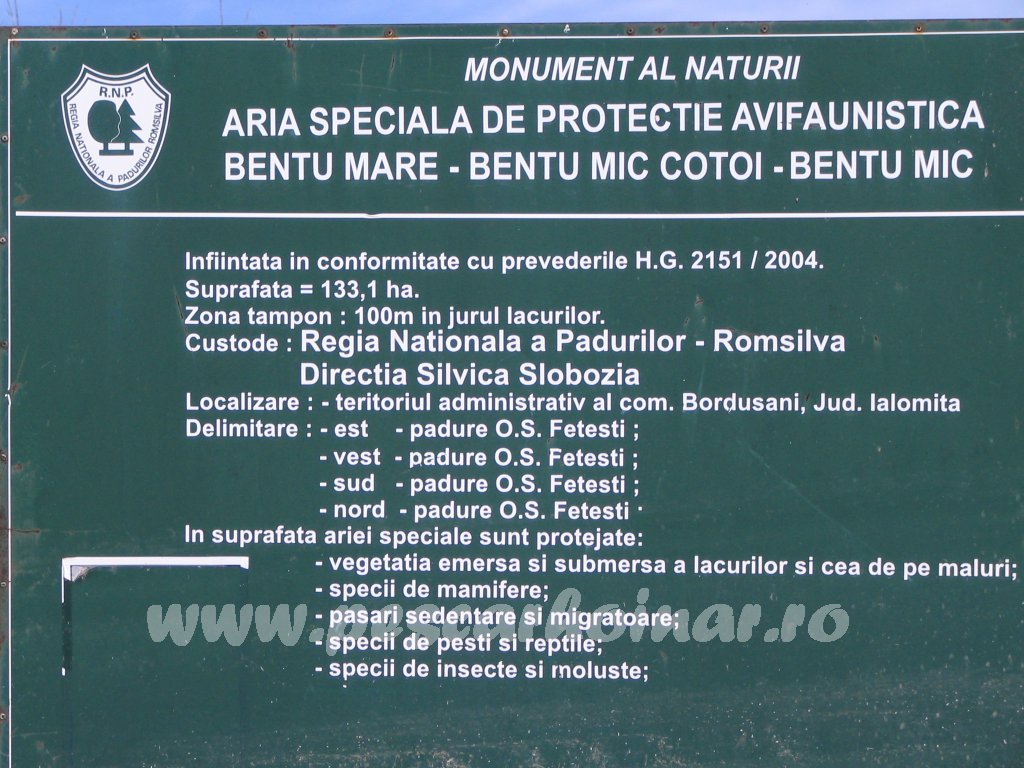 MONUMENT AL NATURII
R.N.P.
REGIA NATIONALA A PADURILOR ROMSILVA
ARIA SPECIALA DE PROTECTIE AVIFAUNISTICA
BENTU MARE - BENTU MIC COTOI - BENTU MIC
Infiintata in conformitate cu prevederile H.G. 2151 / 2004.
Suprafata = 133,1 ha.
Zona tampon : 100m in jurul lacurilor.
Custode : Regia Nationala a Padurilor - Romsilva
Directia Silvica Slobozia
Localizare : - teritoriul administrativ al com. Bordusani, Jud. Ialomita
Delimitare : - est - padure O.S. Fetesti ;
- vest - padure O.S. Fetesti ;
- sud - padure O.S. Fetesti ;
- nord - padure O.S. Fetesti
In suprafata ariei speciale sunt protejate:
- vegetatia emersa si submersa a lacurilor si cea de pe maluri;
- specii de mamifere;
- pasari sedentare si migratoare;
- specii de pesti si reptile;
- specii de insecte si moluste;